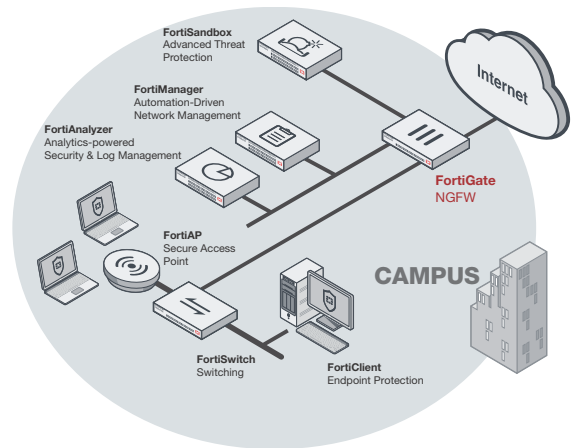 FortiSandbox
Advanced Threat
Protection
FortiManager
Automation-Driven
Network Management
FortiAnalyzer
Analytics-powered
Security & Log Management
Internet
FortiGate
NGFW
FortiAP
Secure Access
Point
CAMPUS
FortiSwitch
Switching
FortiClient
Endpoint Protection